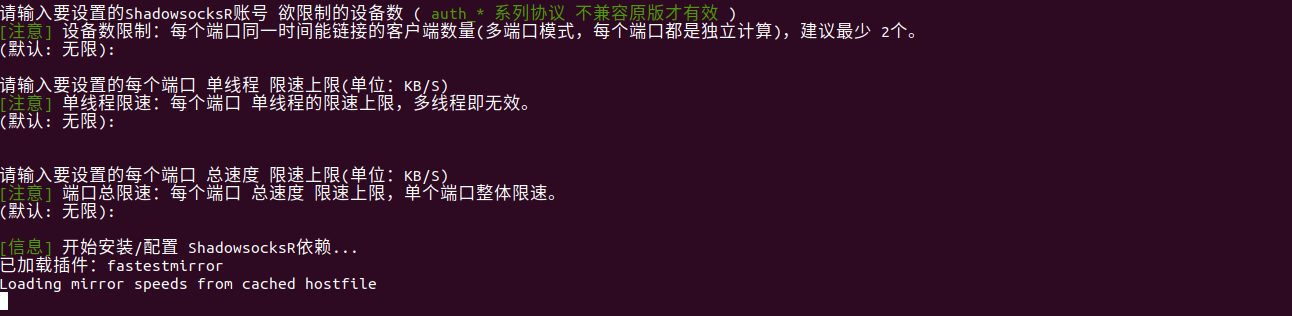 请输入要设置的ShadowsocksR账号 欲限制的设备数 ( auth_* 系列协议 不兼容原版才有效 )
[注意] 设备数限制：每个端口同一时间能链接的客户端数量(多端口模式，每个端口都是独立计算)，建议最少 2个。
(默认: 无限):
请输入要设置的每个端口 单线程 限速上限(单位：KB/S)
[注意] 单线程限速：每个端口 单线程的限速上限，多线程即无效。
(默认: 无限):
请输入要设置的每个端口 总速度 限速上限(单位：KB/S)
[注意] 端口总限速：每个端口 总速度 限速上限，单个端口整体限速。
(默认: 无限):
[信息] 开始安装/配置 ShadowsocksR依赖...
已加载插件：fastestmirror
Loading mirror speeds from cached hostfile